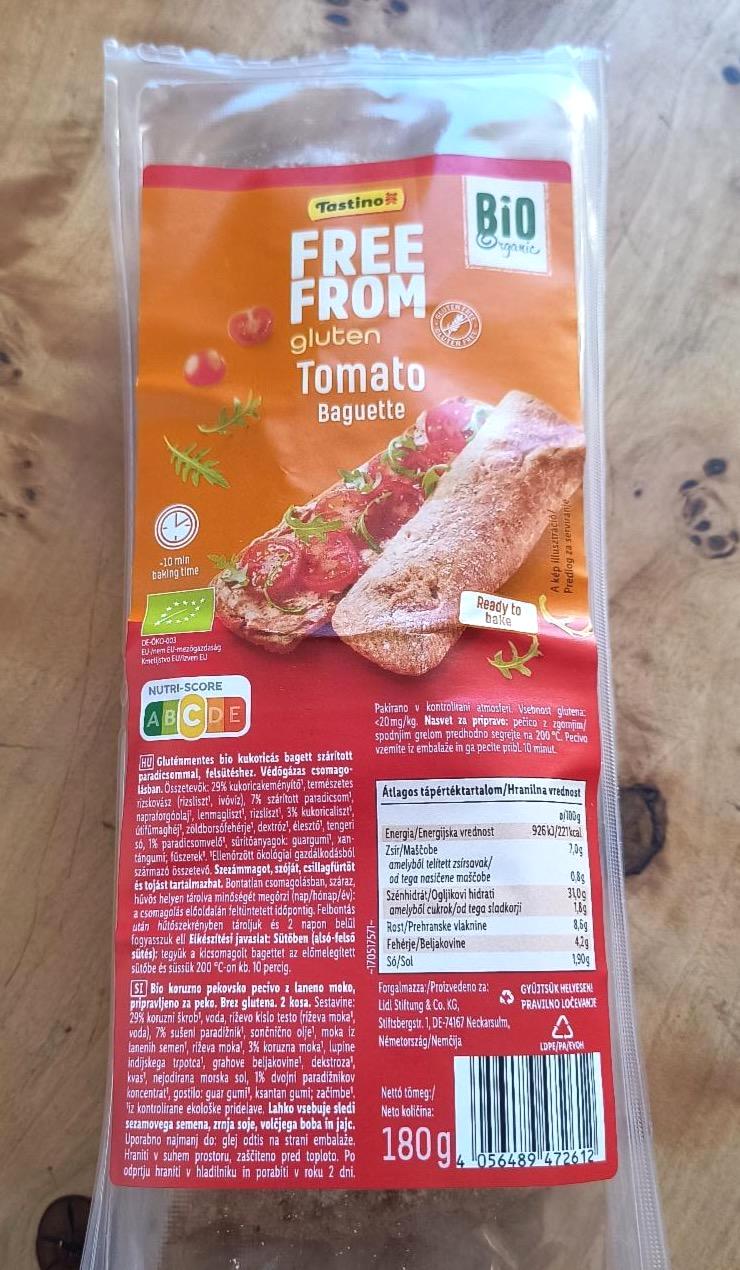 Tastino
BiO
Organic
FREE
FROM
gluten
GLUTEN FREE
GLUTEN FREE
Tomato
Baguette
~10 min
baking time
A kép illusztráció/
Predlog za serviranje
Ready to
bake
DE-ÖKO-003
EU-/nem EU-mezőgazdaság
Kmetijstvo EU/izven EU
NUTRI-SCORE
A B C D E
HU Gluténmentes bio kukoricás bagett szárított
paradicsommal, felsütéshez. Védőgázas csomago-
lásban. Összetevők: 29% kukoricakeményítő¹, természetes
rizskovász (rizsliszt¹, ivóvíz), 7% szárított paradicsom¹,
napraforgóolaj¹, lenmagliszt¹, rizsliszt¹, 3% kukoricaliszt¹,
útifűmaghéj¹, zöldborsófehérje¹, dextróz¹, élesztő¹, tengeri
só, 1% paradicsomvelő¹, sűrítőanyagok: guargumi¹, xan-
tángumi; fűszerek¹. ¹Ellenőrzött ökológiai gazdálkodásból
származó összetevő. Szezámmagot, szóját, csillagfürtöt
és tojást tartalmazhat. Bontatlan csomagolásban, száraz,
hűvös helyen tárolva minőségét megőrzi (nap/hónap/év):
a csomagolás előoldalán feltüntetett időpontig. Felbontás
után hűtőszekrényben tároljuk és 2 napon belül
fogyasszuk el! Elkészítési javaslat: Sütőben (alsó-felső
sütés): tegyük a kicsomagolt bagettet az előmelegített
sütőbe és süssük 200 °C-on kb. 10 percig.
SI Bio koruzno pekovsko pecivo z laneno moko,
pripravljeno za peko. Brez glutena. 2 kosa. Sestavine:
29% koruzni škrob¹, voda, riževo kislo testo (riževa moka¹,
voda), 7% sušeni paradižnik¹, sončnično olje¹, moka iz
lanenih semen¹, riževa moka¹, 3% koruzna moka¹, lupine
indijskega trpotca¹, grahove beljakovine¹, dekstroza¹,
kvas¹, nejodirana morska sol, 1% dvojni paradižnikov
koncentrat¹, gostilo: guar gumi¹, ksantan gumi; začimbe¹.
¹iz kontrolirane ekološke pridelave. Lahko vsebuje sledi
sezamovega semena, zrnja soje, volčjega boba in jajc.
Uporabno najmanj do: glej odtis na strani embalaže.
Hraniti v suhem prostoru, zaščiteno pred toploto. Po
odprtju hraniti v hladilniku in porabiti v roku 2 dni.
Pakirano v kontrolirani atmosferi. Vsebnost glutena:
<20 mg/kg. Nasvet za pripravo: pečico z zgornjim/
spodnjim grelom predhodno segrejte na 200 °C. Pecivo
vzemite iz embalaže in ga pecite pribl. 10 minut.
Átlagos tápértéktartalom/Hranilna vrednost
ø/100g
Energia/Energijska vrednost 926 kJ/221 kcal
Zsír/Maščobe 7,0g
amelyből telített zsírsavak/
od tega nasičene maščobe 0,8g
Szénhidrát/Ogljikovi hidrati 31,0g
amelyből cukrok/od tega sladkorji 1,8g
Rost/Prehranske vlaknine 8,6g
Fehérje/Beljakovine 4,2g
Só/Sol 1,90g
~170517571~
Forgalmazza:/Proizvedeno za:
Lidl Stiftung & Co. KG,
Stiftsbergstr. 1, DE-74167 Neckarsulm,
Németország/Nemčija
GYŰJTSÜK HELYESEN!
PRAVILNO LOČEVANJE
LDPE/PA/EVOH
Nettó tömeg:/
Neto količina:
180 g
4 056489 472612